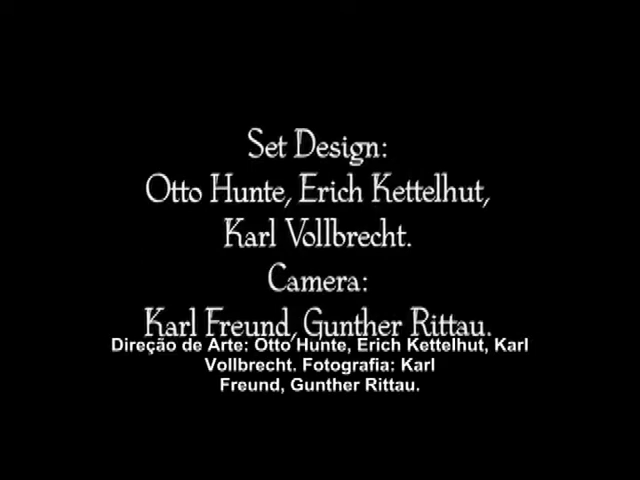 Set Design:
Otto Hunte, Erich Kettelhut,
Karl Vollbrecht.
Camera:
Karl Freund, Gunther Rittau.
Direção de Arte: Otto Hunte, Erich Kettelhut, Karl
Vollbrecht. Fotografia: Karl
Freund, Gunther Rittau.